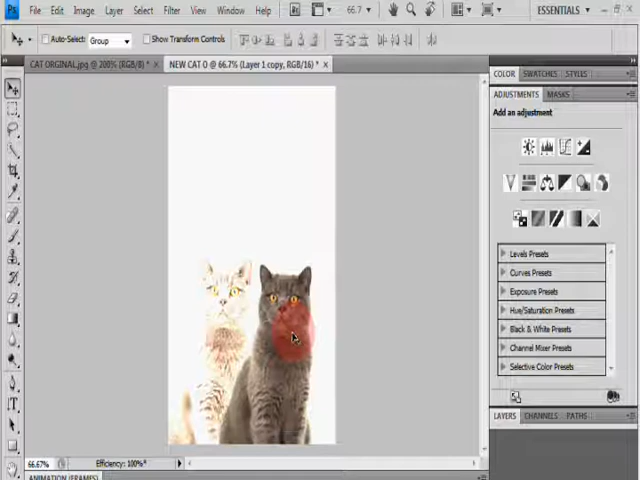 Ps File Edit Image Layer Select Filter View Window Help 66.7 ESSENTIALS
Auto-Select: Group Show Transform Controls
CAT ORGINAL.jpg @ 200% (RGB/8) * × NEW CAT O @ 66.7% (Layer 1 copy, RGB/16) * ×
COLOR SWATCHES STYLES
ADJUSTMENTS MASKS
Add an adjustment
Levels Presets
Curves Presets
Exposure Presets
Hue/Saturation Presets
Black & White Presets
Channel Mixer Presets
Selective Color Presets
LAYERS CHANNELS PATHS
66.67% Efficiency: 100%*
ANIMATION (FRAMES)